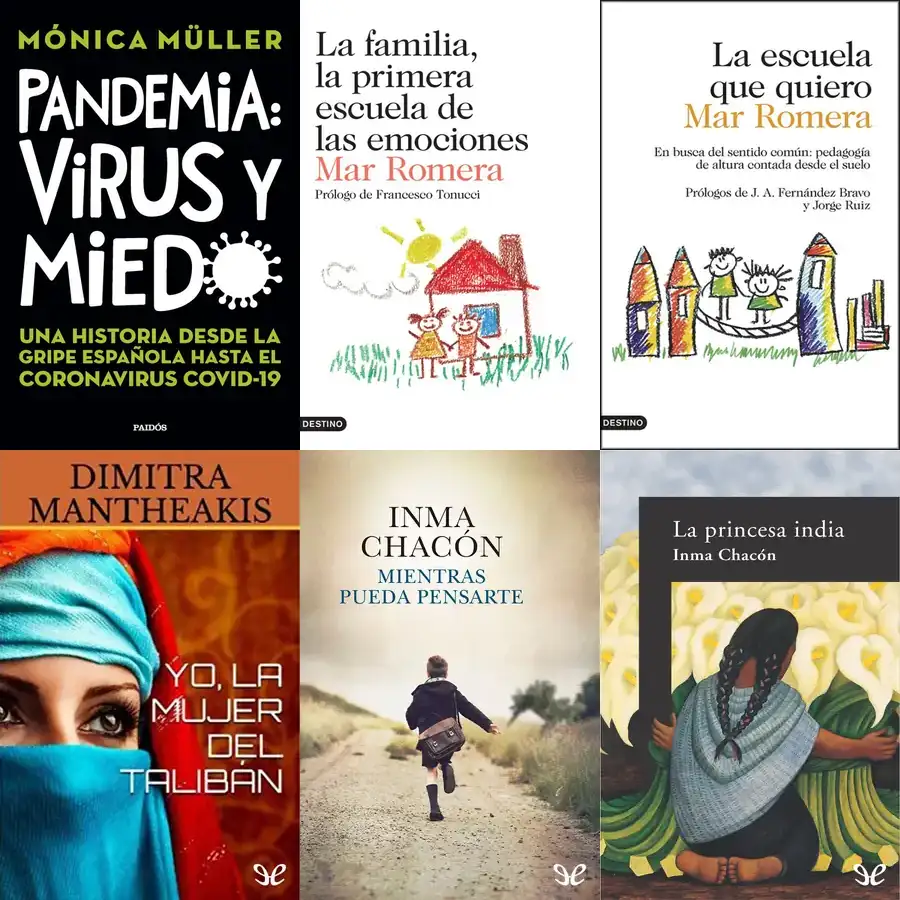 MÓNICA MÜLLER
PANDEMIA:
VIRUS Y
MIEDO
UNA HISTORIA DESDE LA
GRIPE ESPAÑOLA HASTA EL
CORONAVIRUS COVID-19
PAIDÓS
La familia,
la primera
escuela de
las emociones
Mar Romera
Prólogo de Francesco Tonucci
DESTINO
La escuela
que quiero
Mar Romera
En busca del sentido común: pedagogía
de altura contada desde el suelo
Prólogos de J. A. Fernández Bravo
y Jorge Ruiz
DESTINO
DIMITRA
MANTHEAKIS
YO, LA
MUJER
DEL
TALIBÁN
INMA
CHACÓN
MIENTRAS
PUEDA PENSARTE
La princesa india
Inma Chacón